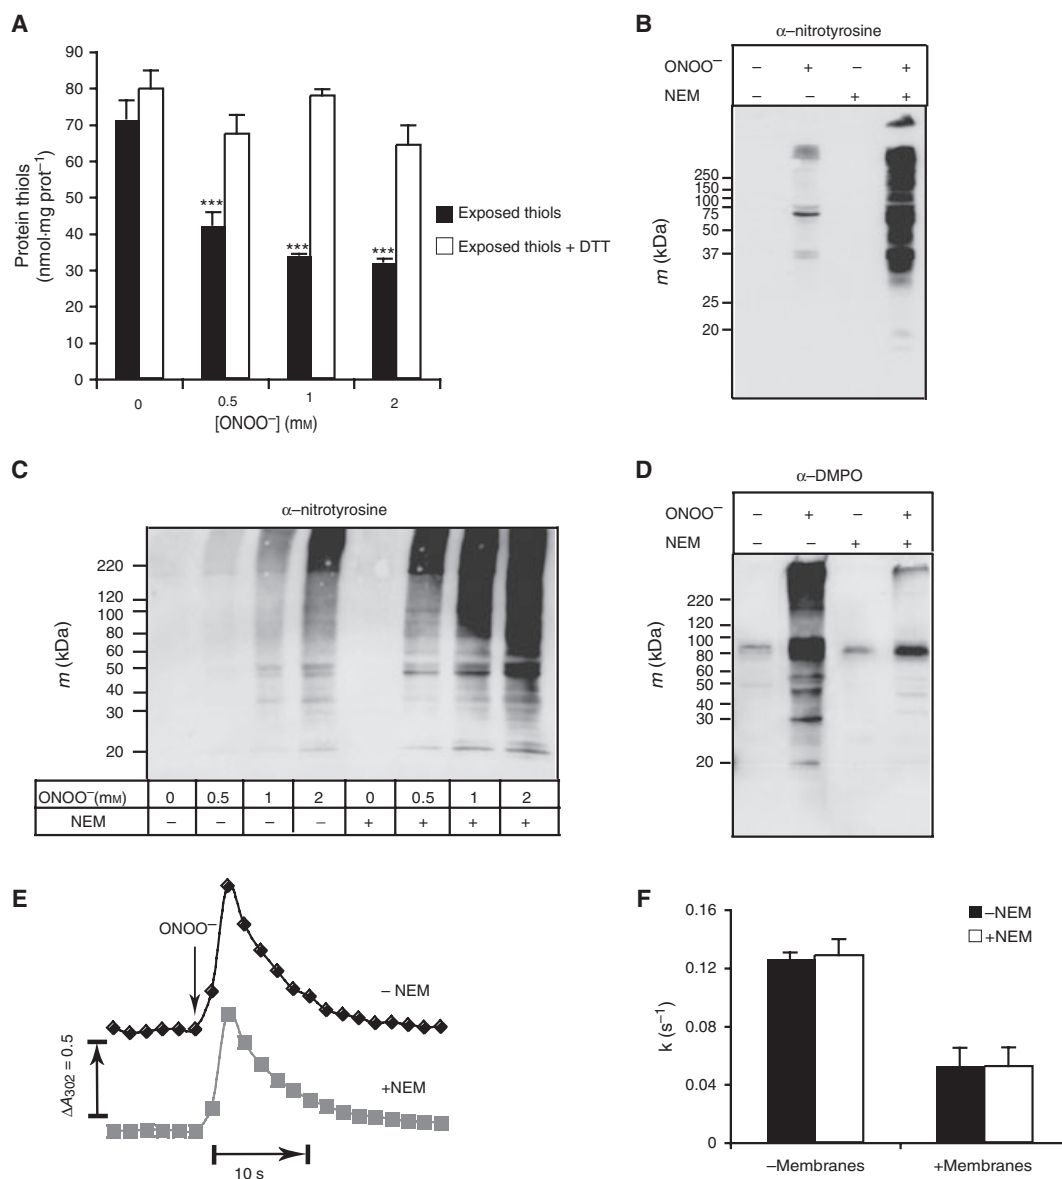 A
90
80
70
60
50
40
30
20
10
0
Protein thiols
(nmol·mg prot⁻¹)
***
***
***
0
0.5
1
2
[ONOO⁻] (mM)
Exposed thiols
Exposed thiols + DTT
B
α–nitrotyrosine
ONOO⁻ – + – +
NEM – – + +
250
150
100
75
50
37
25
20
m (kDa)
C
α–nitrotyrosine
220
120
100
80
60
50
40
30
20
m (kDa)
ONOO⁻(mM) 0 0.5 1 2 0 0.5 1 2
NEM – – – – + + + +
D
α–DMPO
ONOO⁻ – + – +
NEM – – + +
220
120
100
80
60
50
40
30
20
m (kDa)
E
ONOO⁻
– NEM
+NEM
ΔA302 = 0.5
10 s
F
0.16
0.12
0.08
0.04
0
k (s⁻¹)
–NEM
+NEM
–Membranes
+Membranes